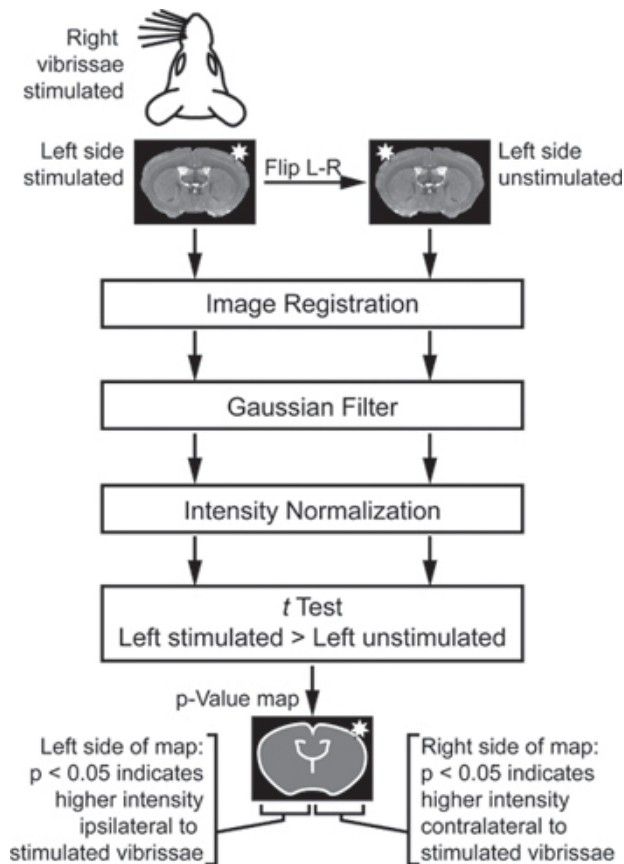 Right
vibrissae
stimulated
Left side
stimulated
Flip L-R
Left side
unstimulated
Image Registration
Gaussian Filter
Intensity Normalization
t Test
Left stimulated > Left unstimulated
p-Value map
Left side of map:
p < 0.05 indicates
higher intensity
ipsilateral to
stimulated vibrissae
Right side of map:
p < 0.05 indicates
higher intensity
contralateral to
stimulated vibrissae